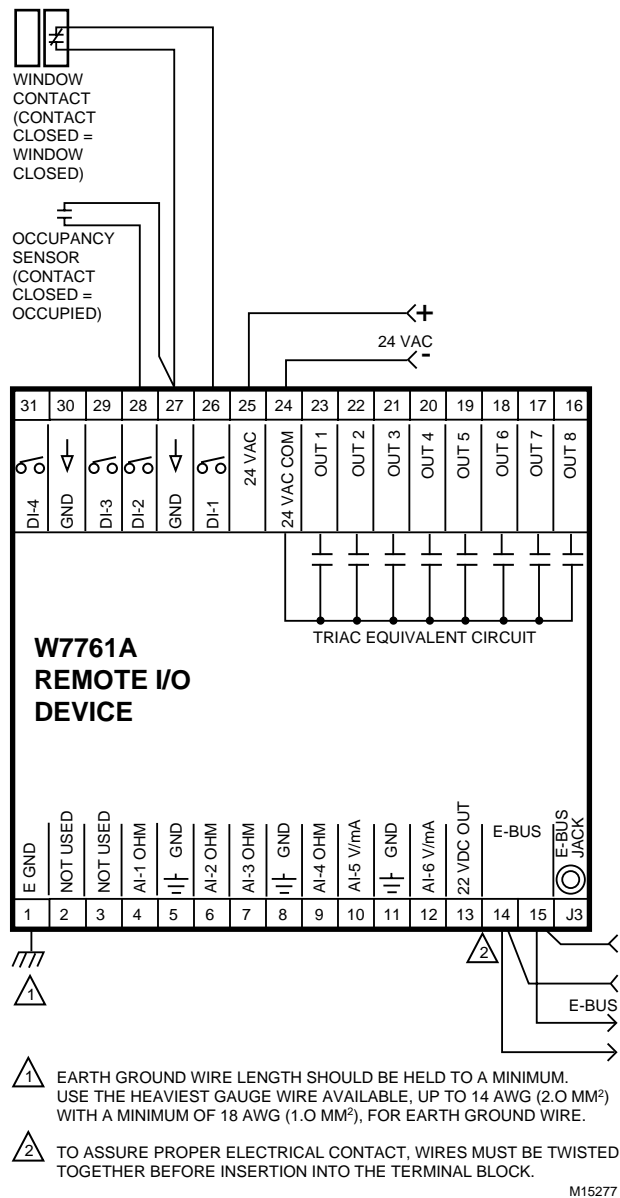 WINDOW
CONTACT
(CONTACT
CLOSED =
WINDOW
CLOSED)
OCCUPANCY
SENSOR
(CONTACT
CLOSED =
OCCUPIED)
+
24 VAC
-
31 30 29 28 27 26 25 24 23 22 21 20 19 18 17 16
DI-4
GND
DI-3
DI-2
GND
DI-1
24 VAC
24 VAC COM
OUT 1
OUT 2
OUT 3
OUT 4
OUT 5
OUT 6
OUT 7
OUT 8
TRIAC EQUIVALENT CIRCUIT
W7761A
REMOTE I/O
DEVICE
E GND
NOT USED
NOT USED
AI-1 OHM
GND
AI-2 OHM
AI-3 OHM
GND
AI-4 OHM
AI-5 V/mA
GND
AI-6 V/mA
22 VDC OUT
E-BUS
E-BUS
JACK
1 2 3 4 5 6 7 8 9 10 11 12 13 14 15 J3
1
2
E-BUS
1 EARTH GROUND WIRE LENGTH SHOULD BE HELD TO A MINIMUM.
USE THE HEAVIEST GAUGE WIRE AVAILABLE, UP TO 14 AWG (2.O MM²)
WITH A MINIMUM OF 18 AWG (1.O MM²), FOR EARTH GROUND WIRE.
2 TO ASSURE PROPER ELECTRICAL CONTACT, WIRES MUST BE TWISTED
TOGETHER BEFORE INSERTION INTO THE TERMINAL BLOCK.
M15277